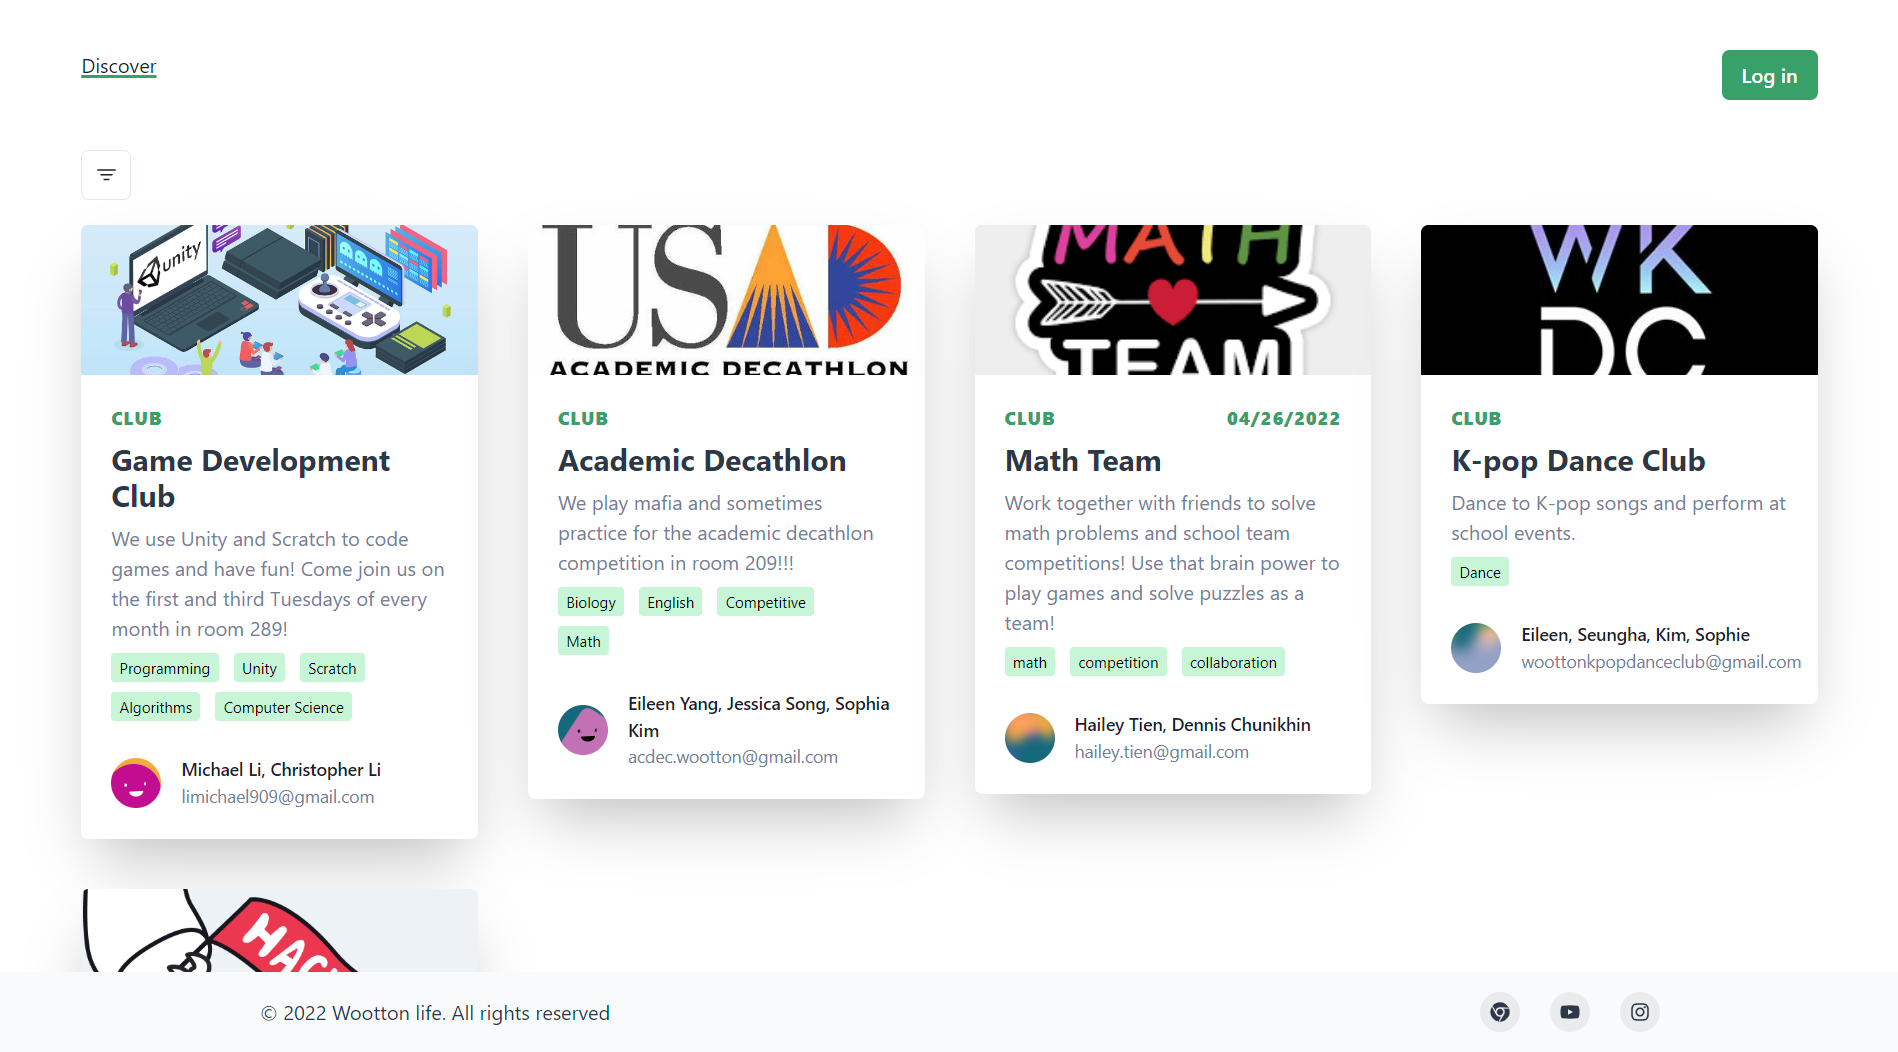 Discover
Log in
unity
USAD
ACADEMIC DECATHLON
MATH
TEAM
WK
DC
CLUB
Game Development
Club
We use Unity and Scratch to code
games and have fun! Come join us on
the first and third Tuesdays of every
month in room 289!
Programming Unity Scratch
Algorithms Computer Science
Michael Li, Christopher Li
limichael909@gmail.com
CLUB
Academic Decathlon
We play mafia and sometimes
practice for the academic decathlon
competition in room 209!!!
Biology English Competitive
Math
Eileen Yang, Jessica Song, Sophia
Kim
acdec.wootton@gmail.com
CLUB 04/26/2022
Math Team
Work together with friends to solve
math problems and school team
competitions! Use that brain power to
play games and solve puzzles as a
team!
math competition collaboration
Hailey Tien, Dennis Chunikhin
hailey.tien@gmail.com
CLUB
K-pop Dance Club
Dance to K-pop songs and perform at
school events.
Dance
Eileen, Seungha, Kim, Sophie
woottonkpopdanceclub@gmail.com
© 2022 Wootton life. All rights reserved